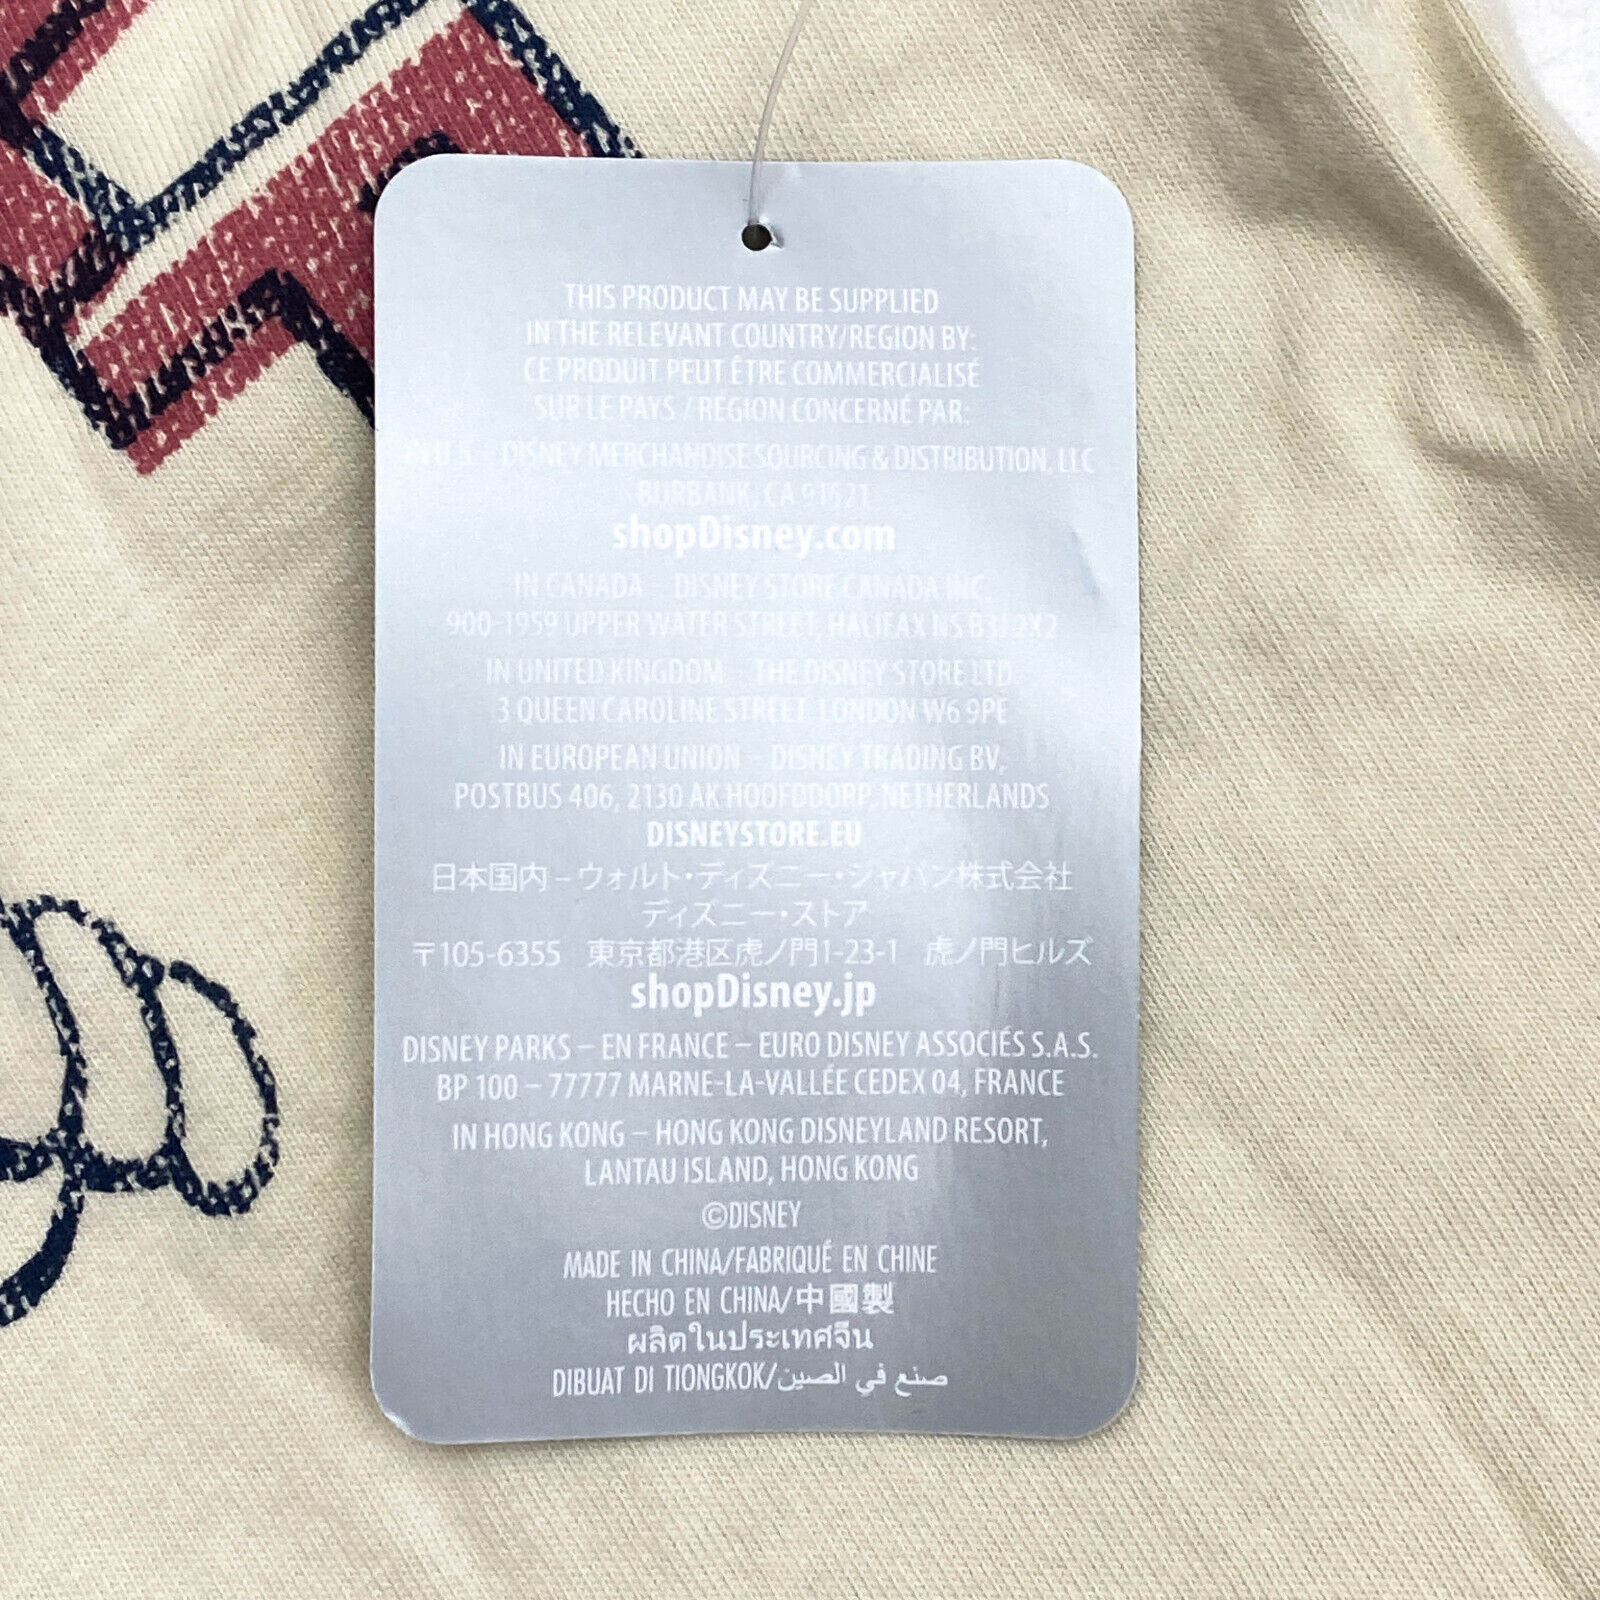 THIS PRODUCT MAY BE SUPPLIED
IN THE RELEVANT COUNTRY/REGION BY:
CE PRODUIT PEUT ÊTRE COMMERCIALISÉ
SUR LE PAYS / RÉGION CONCERNÉ PAR:
IN U.S. – DISNEY MERCHANDISE SOURCING & DISTRIBUTION, LLC
BURBANK, CA 91521
shopDisney.com
IN CANADA – DISNEY STORE CANADA INC.
900-1959 UPPER WATER STREET, HALIFAX NS B3J 2X2
IN UNITED KINGDOM – THE DISNEY STORE LTD.
3 QUEEN CAROLINE STREET, LONDON W6 9PE
IN EUROPEAN UNION – DISNEY TRADING BV,
POSTBUS 406, 2130 AK HOOFDDORP, NETHERLANDS
DISNEYSTORE.EU
日本国内 – ウォルト・ディズニー・ジャパン株式会社
ディズニー・ストア
〒105-6355 東京都港区虎ノ門1-23-1 虎ノ門ヒルズ
shopDisney.jp
DISNEY PARKS – EN FRANCE – EURO DISNEY ASSOCIÉS S.A.S.
BP 100 – 77777 MARNE-LA-VALLÉE CEDEX 04, FRANCE
IN HONG KONG – HONG KONG DISNEYLAND RESORT,
LANTAU ISLAND, HONG KONG
©DISNEY
MADE IN CHINA/FABRIQUÉ EN CHINE
HECHO EN CHINA/中國製
ผลิตในประเทศจีน
DIBUAT DI TIONGKOK/صنع في الصين